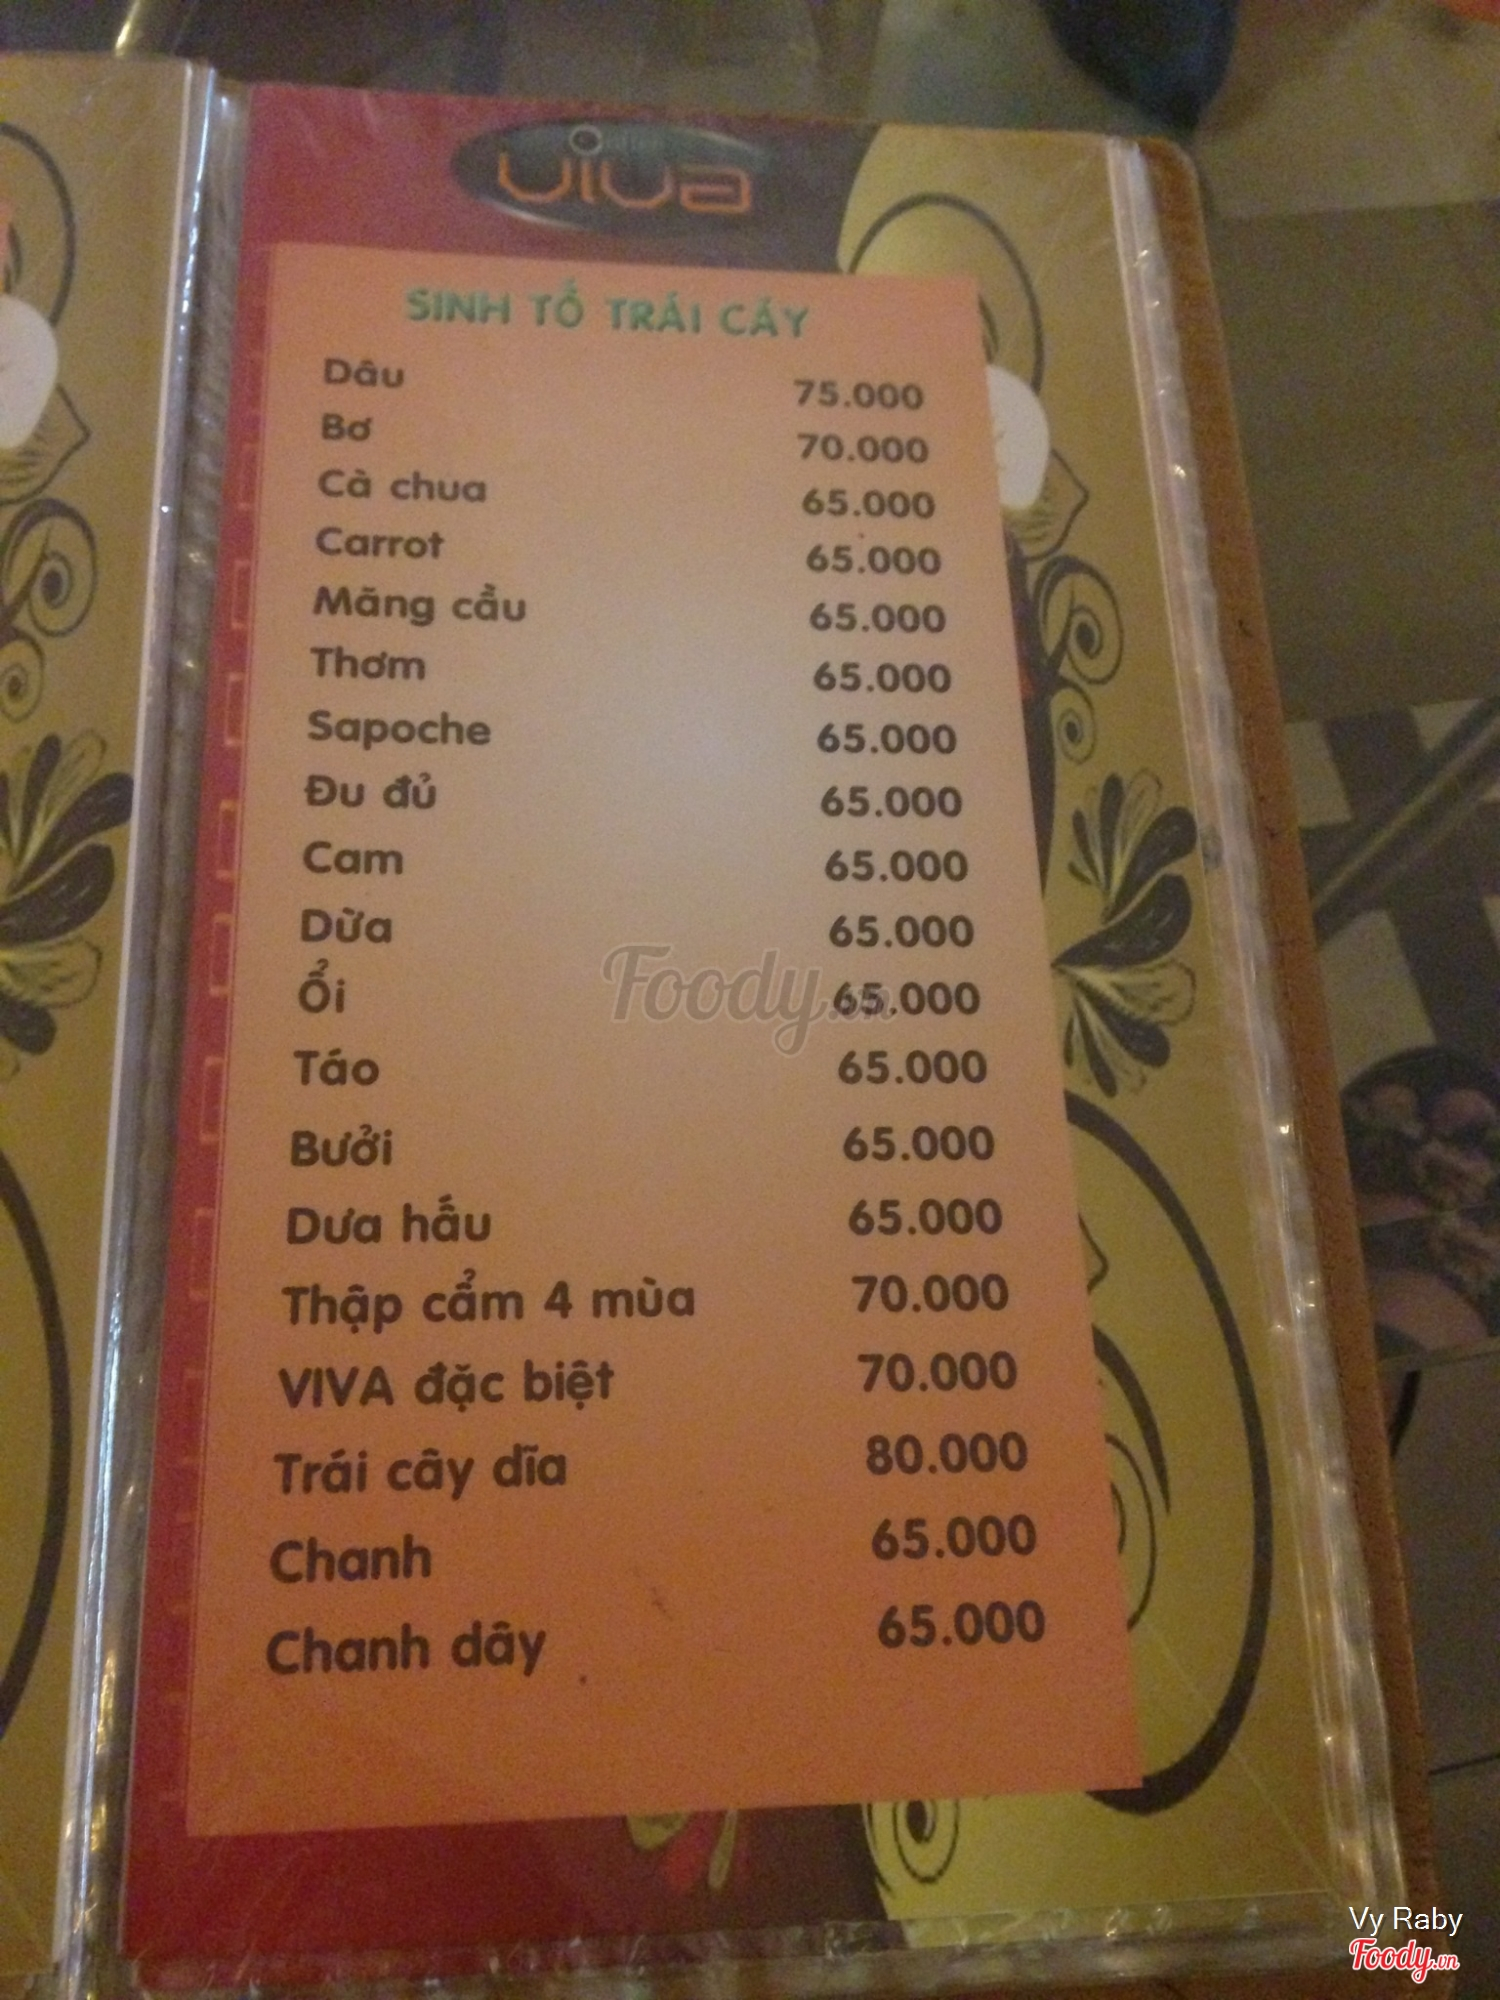 viva
SINH TỐ TRÁI CÁY
Dâu 75.000
Bơ 70.000
Cà chua 65.000
Carrot 65.000
Măng cầu 65.000
Thơm 65.000
Sapoche 65.000
Đu đủ 65.000
Cam 65.000
Dừa 65.000
Ổi 65.000
Foody.vn
Táo 65.000
Bưởi 65.000
Dưa hấu 65.000
Thập cẩm 4 mùa 70.000
VIVA đặc biệt 70.000
Trái cây dĩa 80.000
Chanh 65.000
Chanh dây 65.000
Vy Raby
Foody.vn